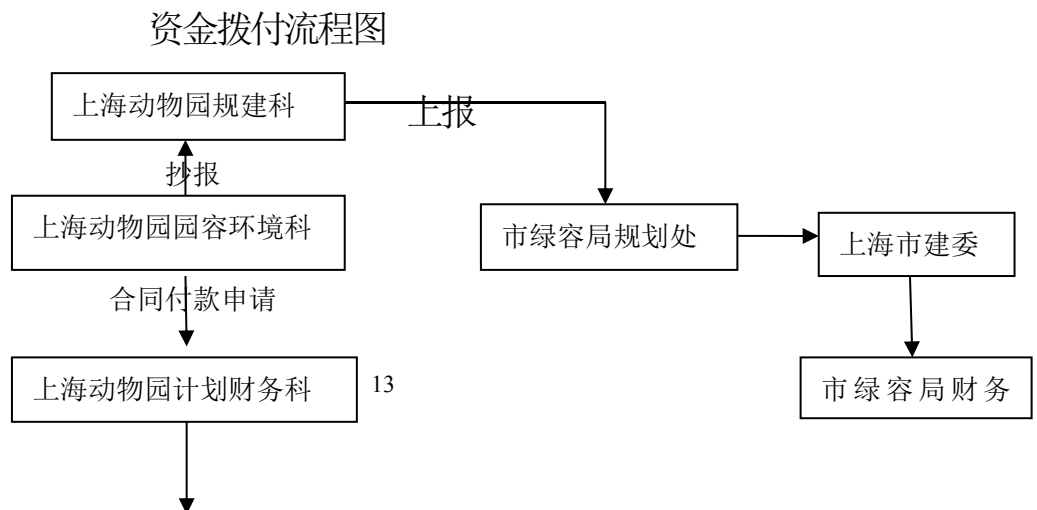 资金拨付流程图
上海动物园规建科
上报
抄报
上海动物园园容环境科
市绿容局规划处
上海市建委
合同付款申请
上海动物园计划财务科
13
市绿容局财务